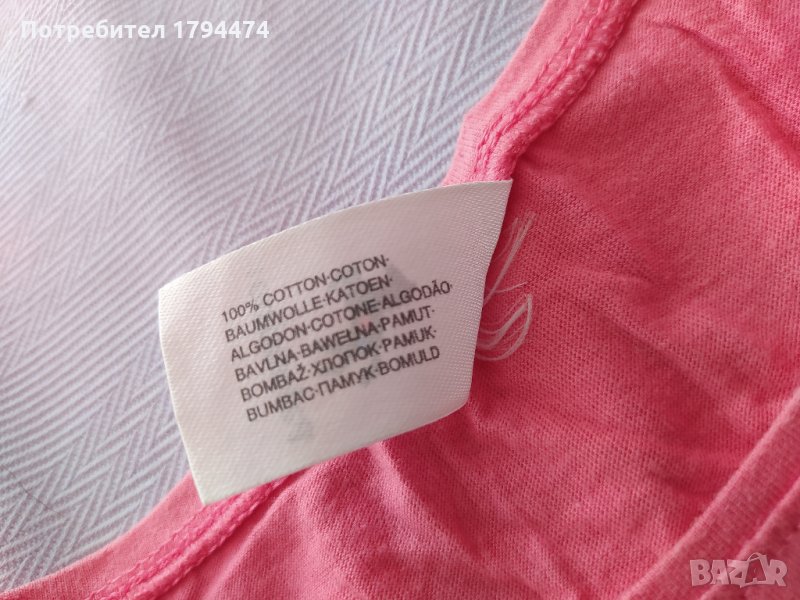 Потребител 1794474
100% COTTON·COTON·
BAUMWOLLE·KATOEN·
ALGODON·COTONE·ALGODÃO·
BAVLNA·BAWEŁNA·PAMUT·
BOMBAŽ·ХЛОПОК·PAMUK·
BUMBAC·ПАМУК·BOMULD
BAZAR